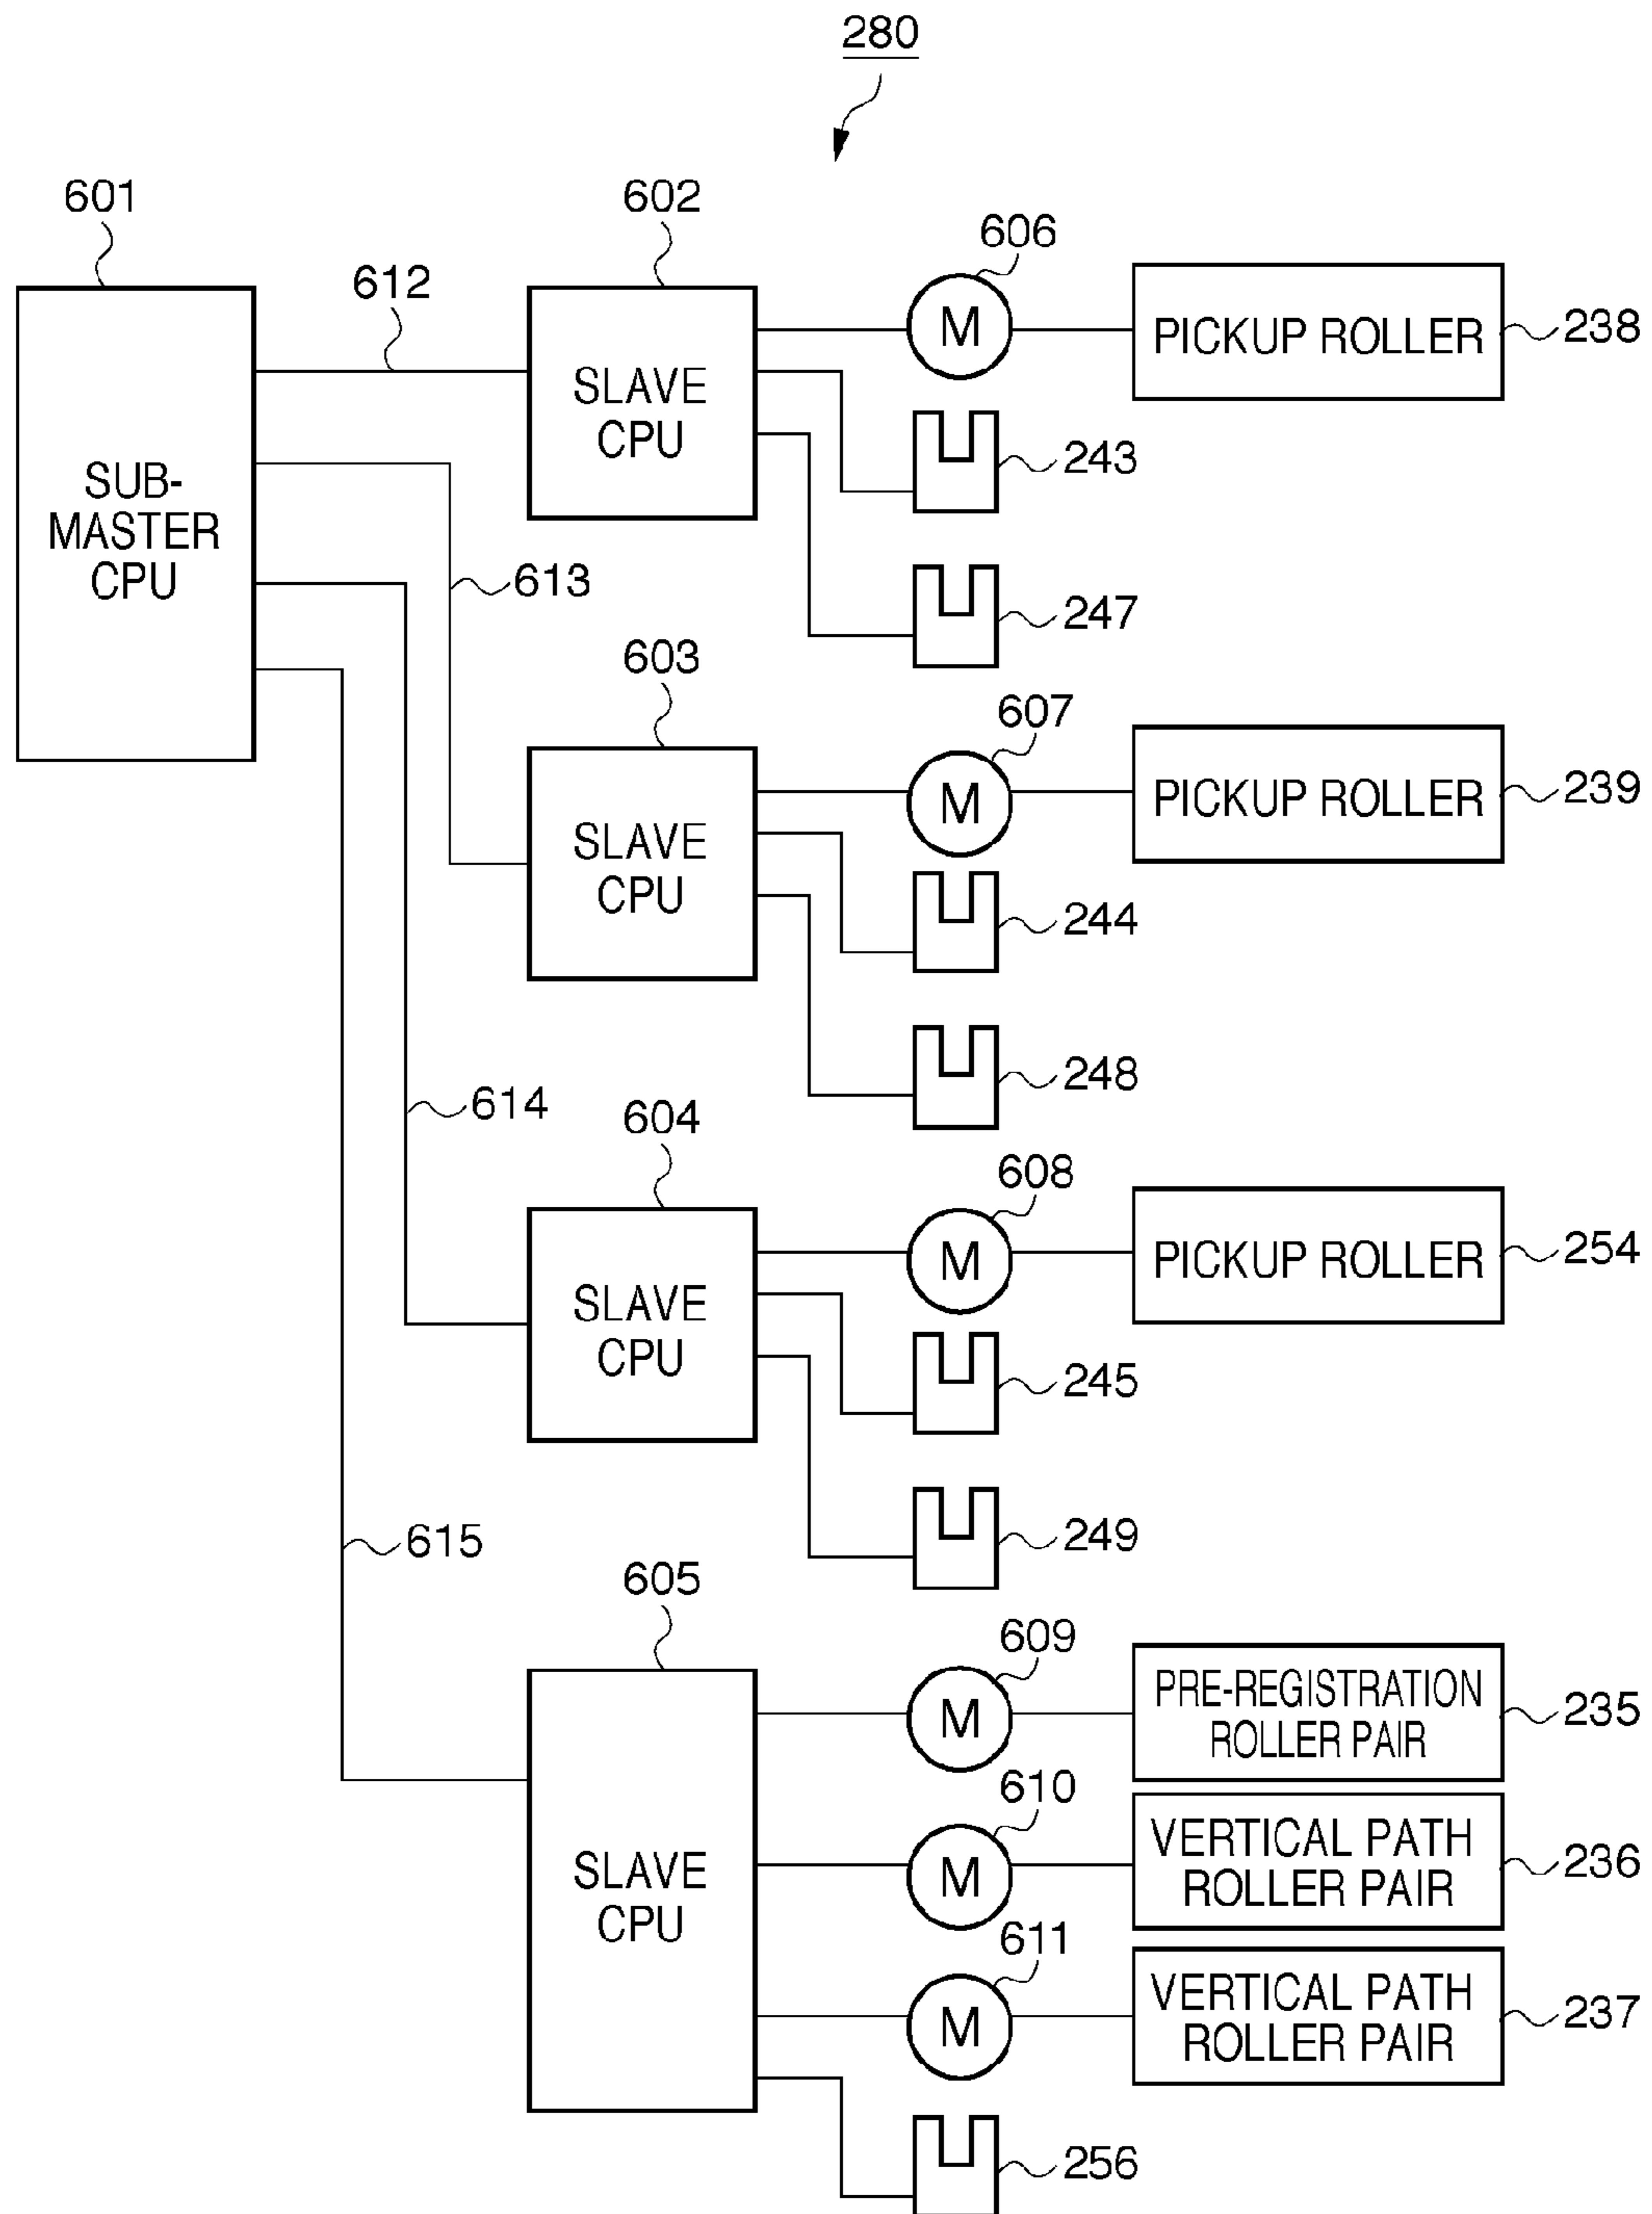 280
601
602
606
612
M
PICKUP ROLLER
238
SLAVE
CPU
243
SUB-
MASTER
CPU
613
247
603
607
M
PICKUP ROLLER
239
SLAVE
CPU
244
248
614
604
608
M
PICKUP ROLLER
254
SLAVE
CPU
245
249
615
605
609
M
PRE-REGISTRATION
ROLLER PAIR
235
610
SLAVE
CPU
M
VERTICAL PATH
ROLLER PAIR
236
611
M
VERTICAL PATH
ROLLER PAIR
237
256